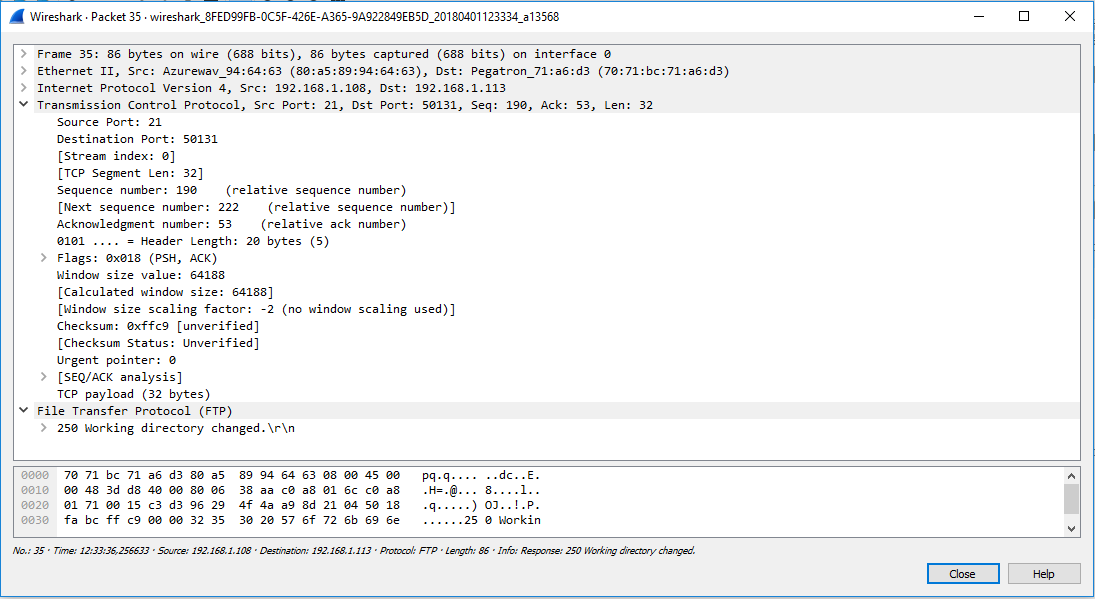 Wireshark · Packet 35 · wireshark_8FED99FB-0C5F-426E-A365-9A922849EB5D_20180401123334_a13568
Frame 35: 86 bytes on wire (688 bits), 86 bytes captured (688 bits) on interface 0
Ethernet II, Src: Azurewav_94:64:63 (80:a5:89:94:64:63), Dst: Pegatron_71:a6:d3 (70:71:bc:71:a6:d3)
Internet Protocol Version 4, Src: 192.168.1.108, Dst: 192.168.1.113
Transmission Control Protocol, Src Port: 21, Dst Port: 50131, Seq: 190, Ack: 53, Len: 32
Source Port: 21
Destination Port: 50131
[Stream index: 0]
[TCP Segment Len: 32]
Sequence number: 190    (relative sequence number)
[Next sequence number: 222    (relative sequence number)]
Acknowledgment number: 53    (relative ack number)
0101 .... = Header Length: 20 bytes (5)
Flags: 0x018 (PSH, ACK)
Window size value: 64188
[Calculated window size: 64188]
[Window size scaling factor: -2 (no window scaling used)]
Checksum: 0xffc9 [unverified]
[Checksum Status: Unverified]
Urgent pointer: 0
[SEQ/ACK analysis]
TCP payload (32 bytes)
File Transfer Protocol (FTP)
250 Working directory changed.\r\n
0000  70 71 bc 71 a6 d3 80 a5  89 94 64 63 08 00 45 00   pq.q.... ..dc..E.
0010  00 48 3d d8 40 00 80 06  38 aa c0 a8 01 6c c0 a8   .H=.@... 8....l..
0020  01 71 00 15 c3 d3 96 29  4f 4a a9 8d 21 04 50 18   .q.....) OJ..!.P.
0030  fa bc ff c9 00 00 32 35  30 20 57 6f 72 6b 69 6e   ......25 0 Workin
No.: 35 · Time: 12:33:36,256633 · Source: 192.168.1.108 · Destination: 192.168.1.113 · Protocol: FTP · Length: 86 · Info: Response: 250 Working directory changed.
Close
Help